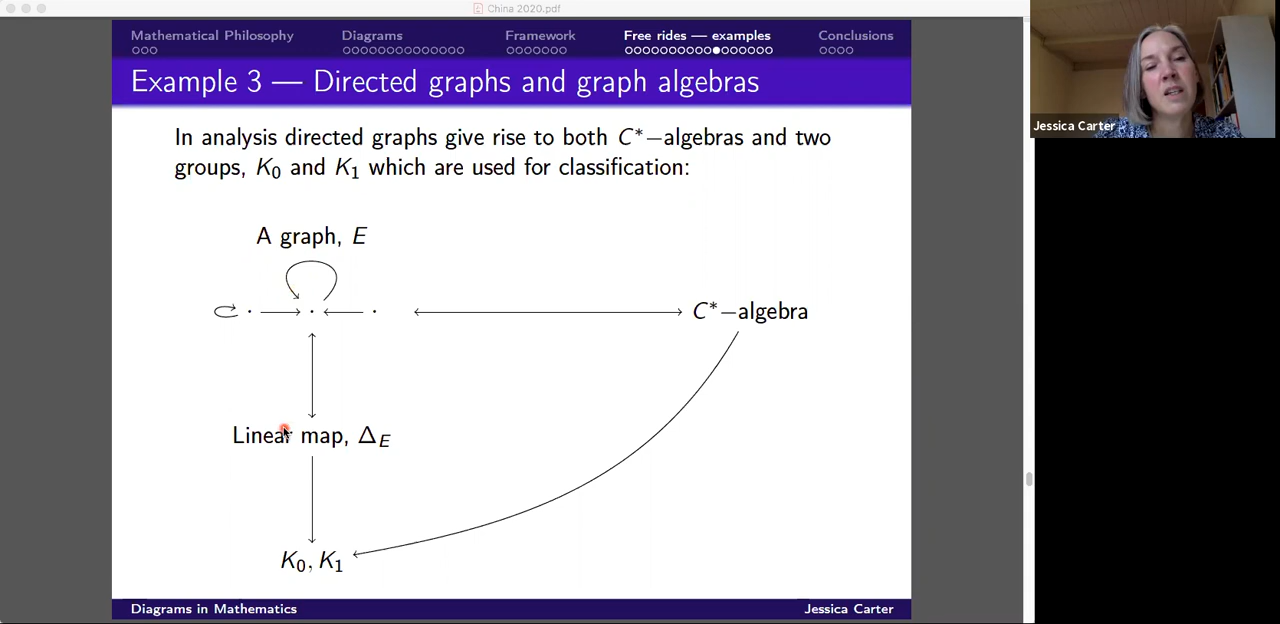 China 2020.pdf
Mathematical Philosophy
Diagrams
Framework
Free rides — examples
Conclusions
Example 3 — Directed graphs and graph algebras
In analysis directed graphs give rise to both C*−algebras and two
groups, K₀ and K₁ which are used for classification:
A graph, E
C*−algebra
Linear map, Δ_E
K₀, K₁
Diagrams in Mathematics
Jessica Carter
Jessica Carter